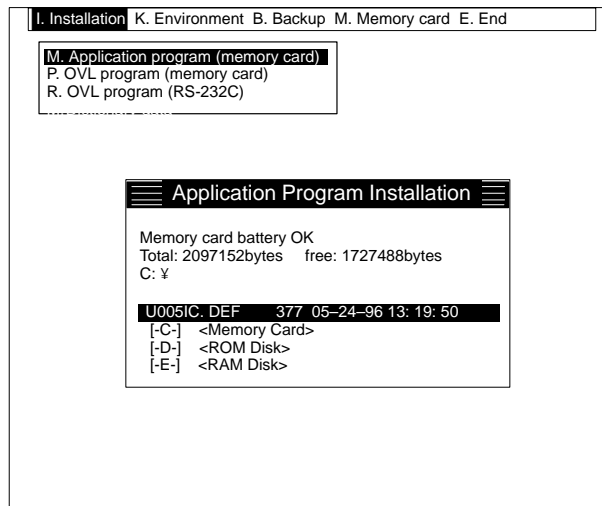 I. Installation K. Environment B. Backup M. Memory card E. End
M. Application program (memory card)
P. OVL program (memory card)
R. OVL program (RS-232C)
Application Program Installation
Memory card battery OK
Total: 2097152bytes free: 1727488bytes
C: ¥
U005IC. DEF 377 05–24–96 13: 19: 50
[-C-] <Memory Card>
[-D-] <ROM Disk>
[-E-] <RAM Disk>